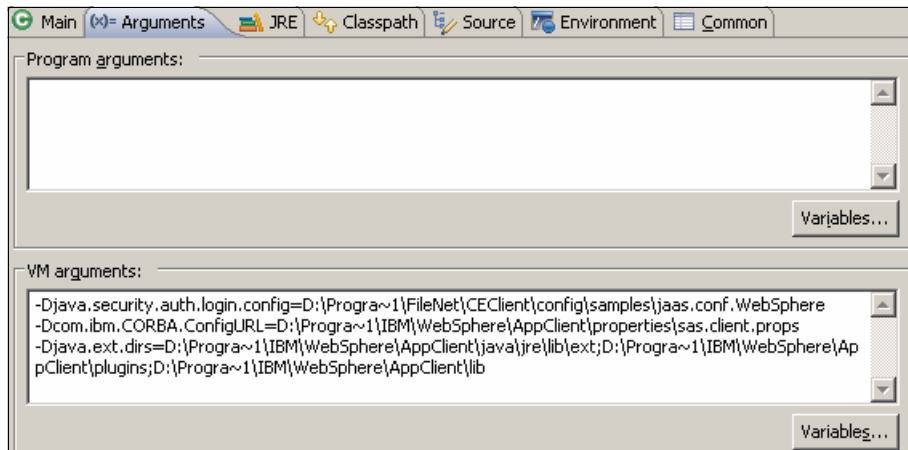 Main (x)= Arguments JRE Classpath Source Environment Common
Program arguments:
Variables...
VM arguments:
-Djava.security.auth.login.config=D:\Progra~1\FileNet\CEClient\config\samples\jaas.conf.WebSphere
-Dcom.ibm.CORBA.ConfigURL=D:\Progra~1\IBM\WebSphere\AppClient\properties\sas.client.props
-Djava.ext.dirs=D:\Progra~1\IBM\WebSphere\AppClient\java\jre\lib\ext;D:\Progra~1\IBM\WebSphere\Ap
pClient\plugins;D:\Progra~1\IBM\WebSphere\AppClient\lib
Variables...